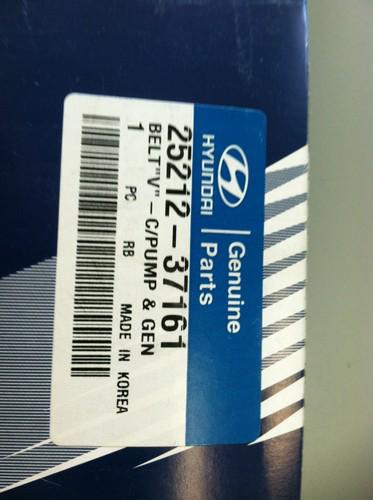 HYUNDAI
Genuine
Parts
25212-37161
BELT"V"-C/PUMP & GEN
1 PC RB MADE IN KOREA